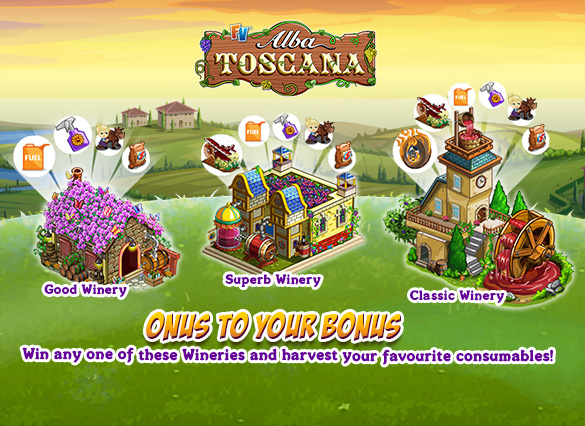 FV
Alba
TOSCANA
FUEL
FUEL
FUEL
Good Winery
Superb Winery
Classic Winery
ONUS TO YOUR BONUS
Win any one of these Wineries and harvest your favourite consumables!